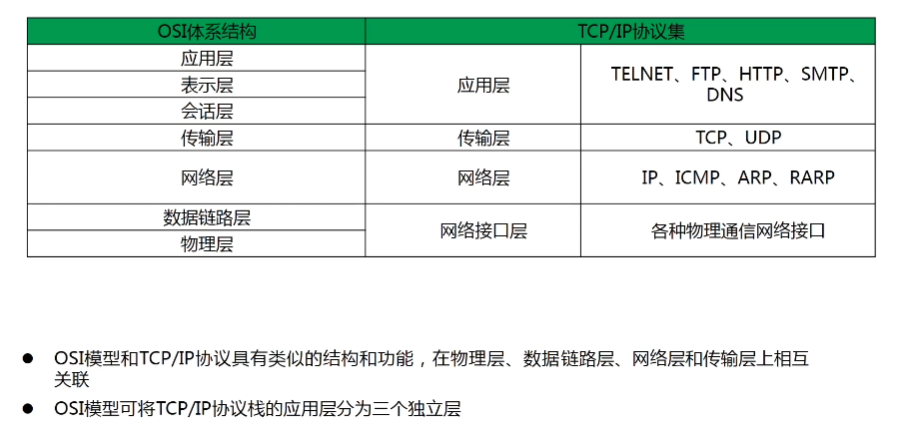 OSI体系结构 TCP/IP协议集
应用层
表示层
会话层
应用层
TELNET、FTP、HTTP、SMTP、
DNS
传输层 传输层 TCP、UDP
网络层 网络层 IP、ICMP、ARP、RARP
数据链路层
物理层
网络接口层 各种物理通信网络接口
● OSI模型和TCP/IP协议具有类似的结构和功能，在物理层、数据链路层、网络层和传输层上相互
关联
● OSI模型可将TCP/IP协议栈的应用层分为三个独立层